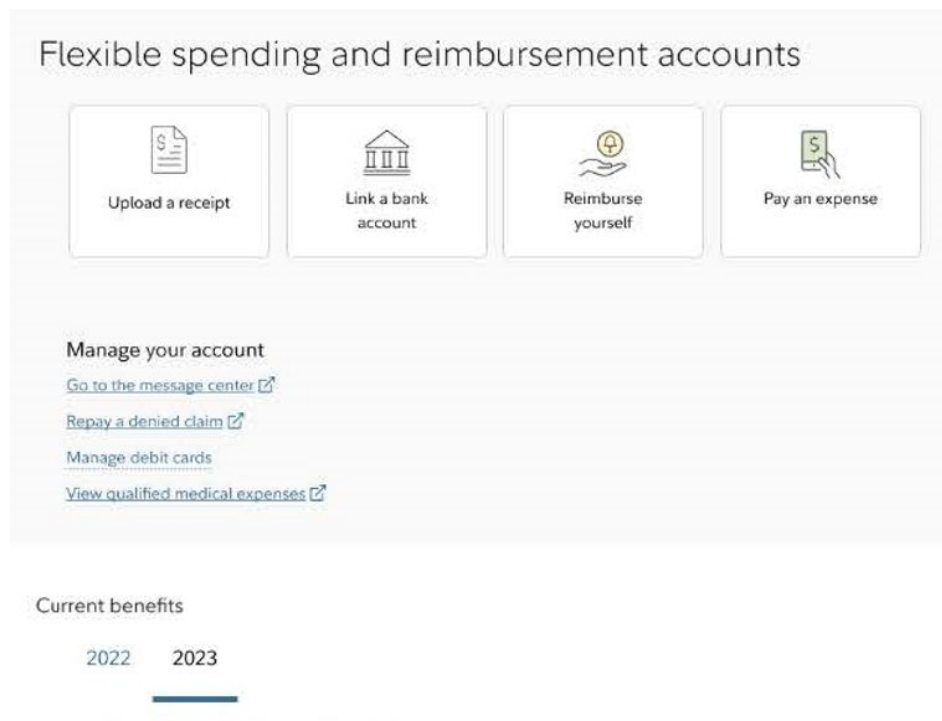 Flexible spending and reimbursement accounts
Upload a receipt
Link a bank
account
Reimburse
yourself
Pay an expense
Manage your account
Go to the message center
Repay a denied claim
Manage debit cards
View qualified medical expenses
Current benefits
2022 2023